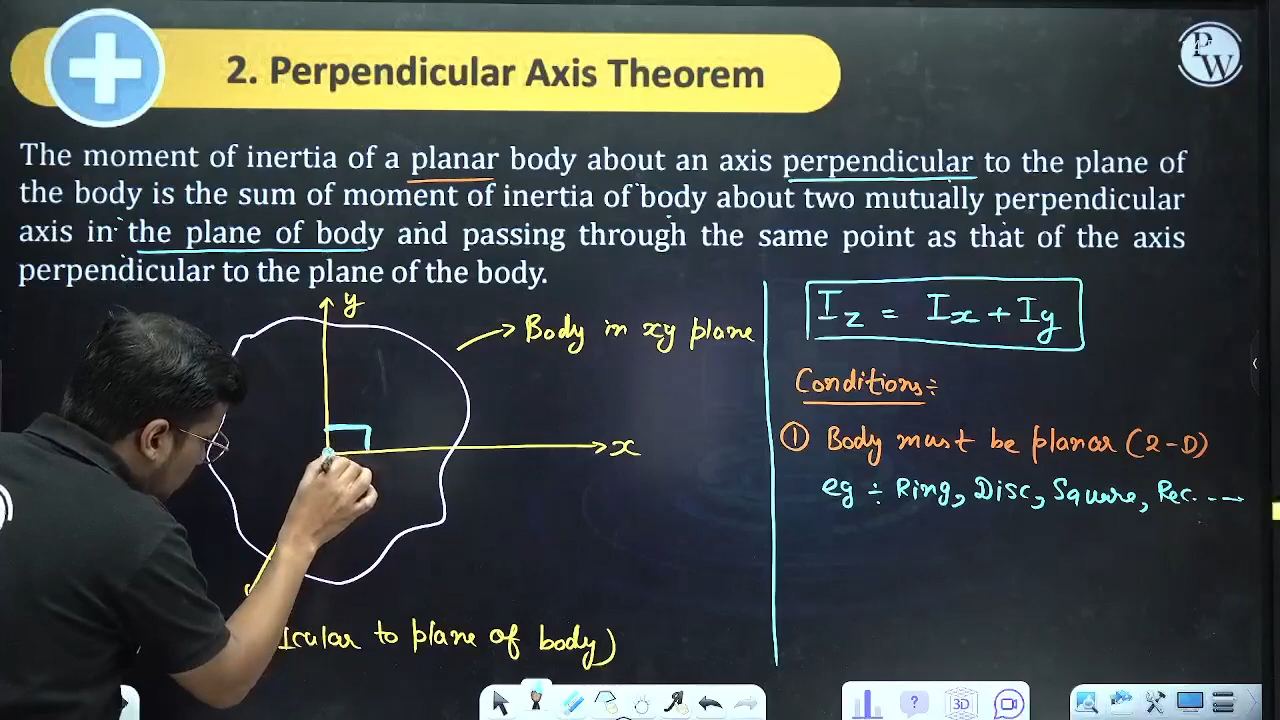 2. Perpendicular Axis Theorem
PW
The moment of inertia of a planar body about an axis perpendicular to the plane of
the body is the sum of moment of inertia of body about two mutually perpendicular
axis in the plane of body and passing through the same point as that of the axis
perpendicular to the plane of the body.
y
Body in xy plane
x
icular to plane of body)
Iz = Ix + Iy
Conditions ÷
① Body must be planar (2-D)
eg ÷ Ring, Disc, Square, Rec. ---
3D